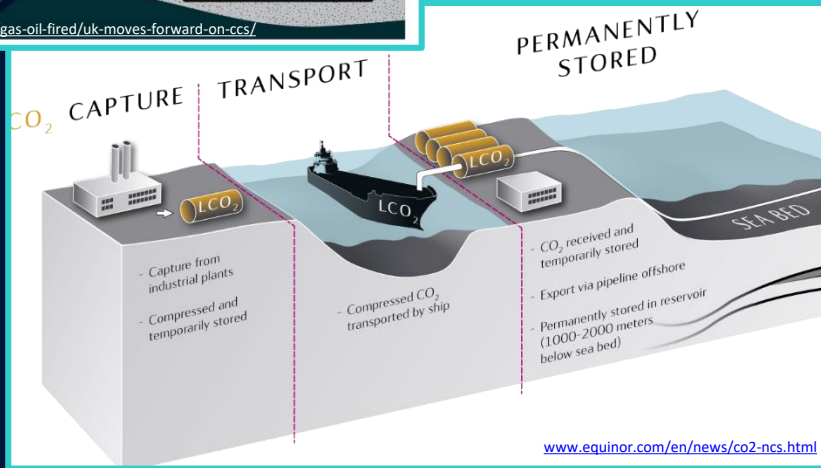 gas-oil-fired/uk-moves-forward-on-ccs/
CO₂ CAPTURE
TRANSPORT
PERMANENTLY
STORED
LCO₂
LCO₂
LCO₂
SEA BED
- Capture from
industrial plants
- Compressed and
temporarily stored
- Compressed CO₂
transported by ship
- CO₂ received and
temporarily stored
- Export via pipeline offshore
- Permanently stored in reservoir
(1000-2000 meters
below sea bed)
www.equinor.com/en/news/co2-ncs.html